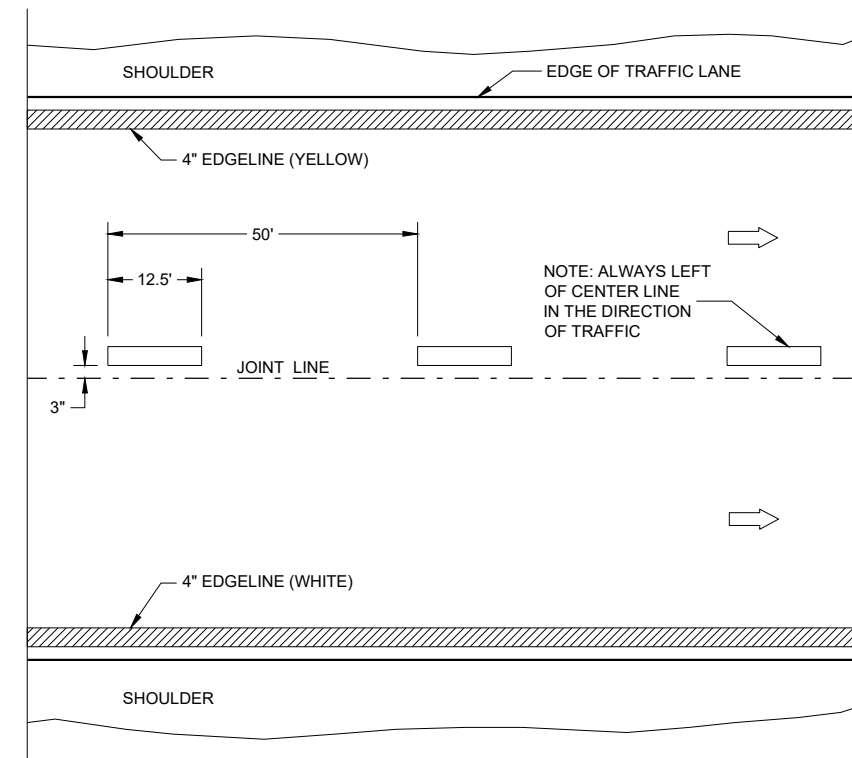 SHOULDER
EDGE OF TRAFFIC LANE
4" EDGELINE (YELLOW)
50'
12.5'
NOTE: ALWAYS LEFT
OF CENTER LINE
IN THE DIRECTION
OF TRAFFIC
JOINT LINE
3"
4" EDGELINE (WHITE)
SHOULDER